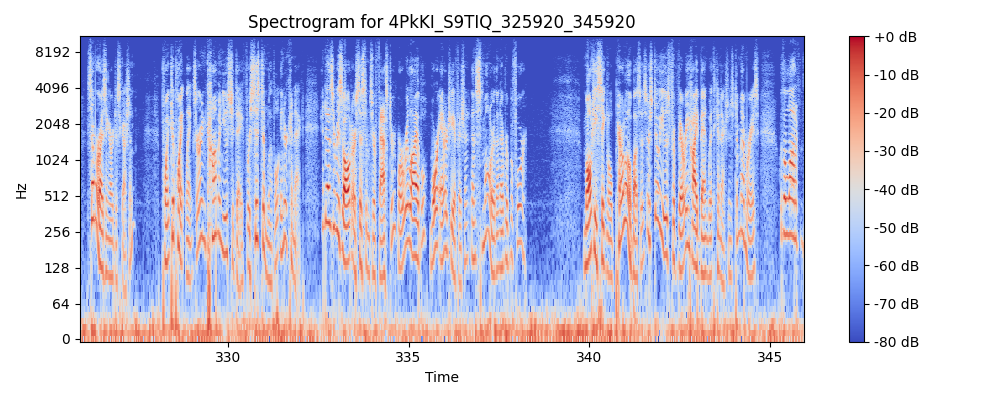 Spectrogram for 4PkKI_S9TIQ_325920_345920
Hz
8192
4096
2048
1024
512
256
128
64
0
330
335
340
345
Time
+0 dB
-10 dB
-20 dB
-30 dB
-40 dB
-50 dB
-60 dB
-70 dB
-80 dB